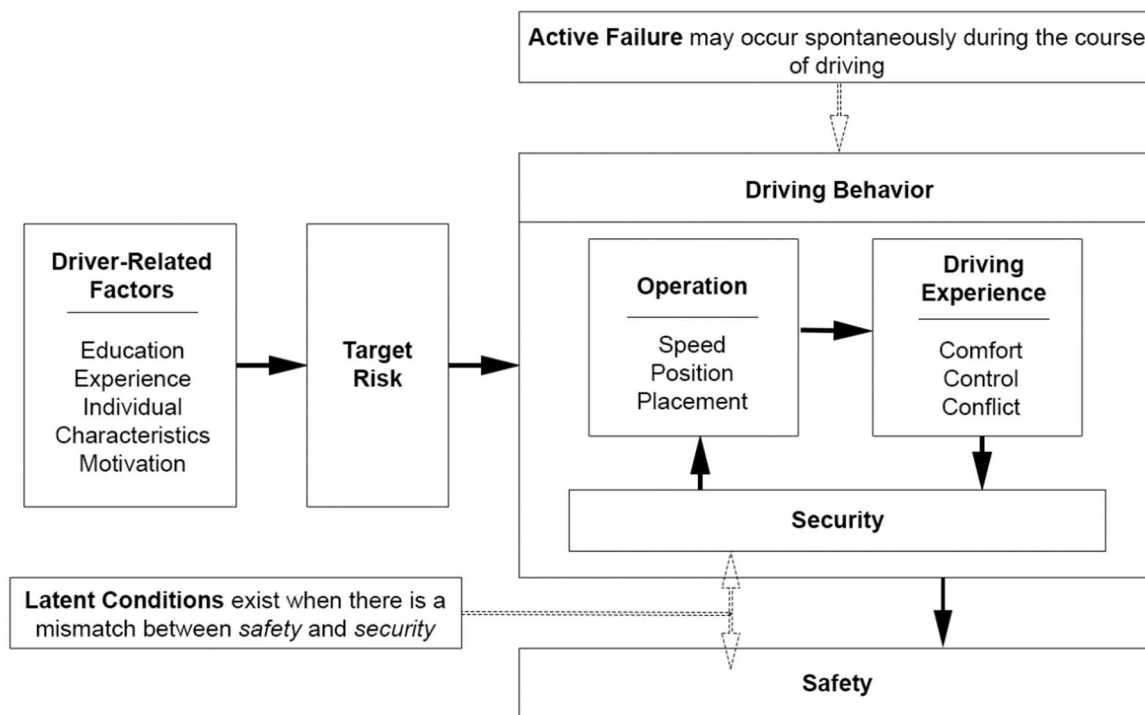 Active Failure may occur spontaneously during the course
of driving
Driving Behavior
Driver-Related
Factors
Education
Experience
Individual
Characteristics
Motivation
Target
Risk
Operation
Speed
Position
Placement
Driving
Experience
Comfort
Control
Conflict
Security
Latent Conditions exist when there is a
mismatch between safety and security
Safety